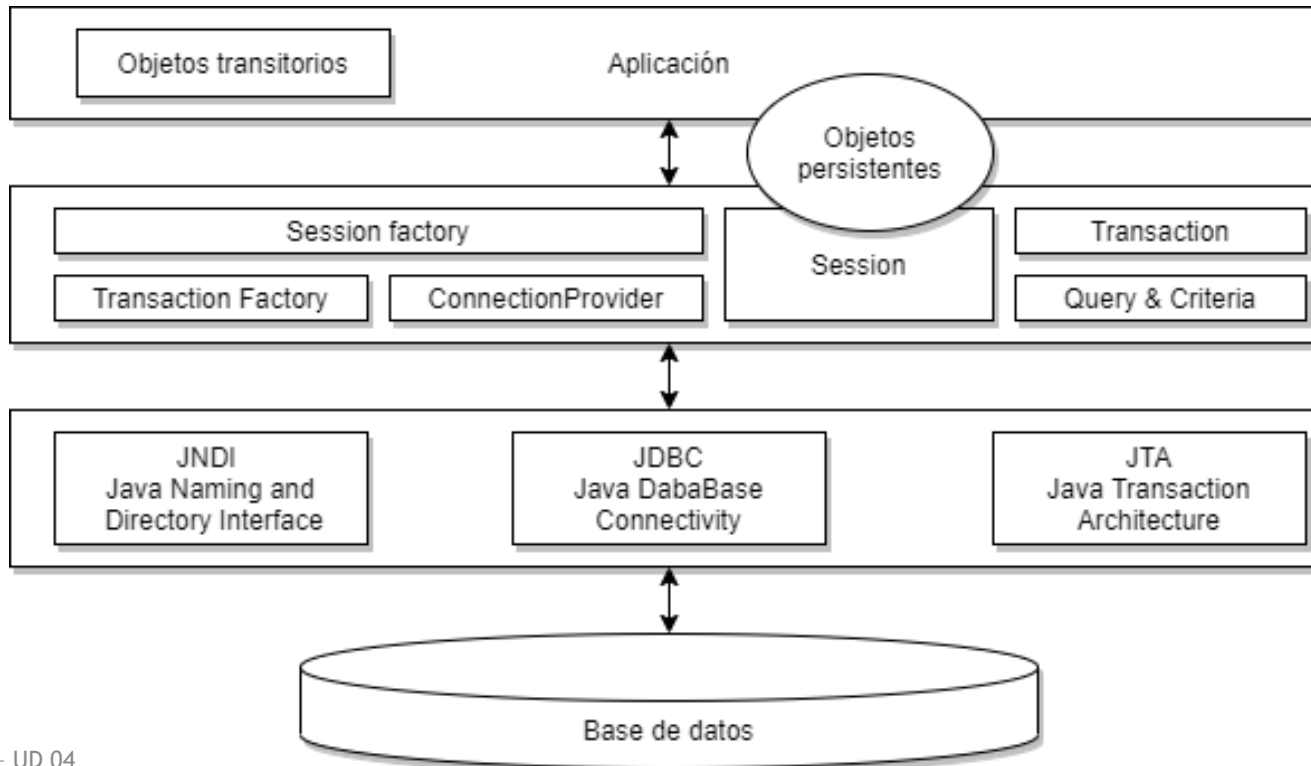 Objetos transitorios
Aplicación
Objetos
persistentes
Session factory
Session
Transaction
Transaction Factory
ConnectionProvider
Query & Criteria
JNDI
Java Naming and
Directory Interface
JDBC
Java DabaBase
Connectivity
JTA
Java Transaction
Architecture
Base de datos
- UD 04